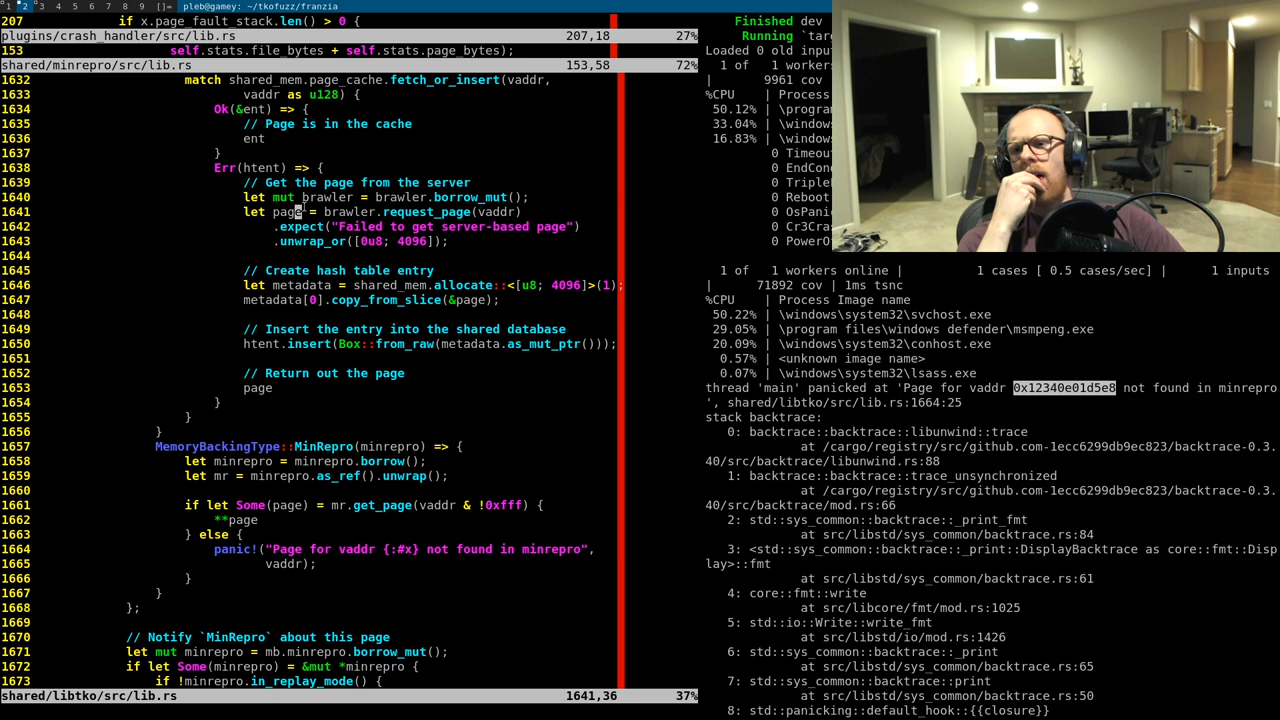 1 2 3 4 5 6 7 8 9 []= pleb@gamey: ~/tkofuzz/franzia
207 if x.page_fault_stack.len() > 0 {
plugins/crash_handler/src/lib.rs 207,18 27%
153 self.stats.file_bytes + self.stats.page_bytes);
shared/minrepro/src/lib.rs 153,58 72%
1632 match shared_mem.page_cache.fetch_or_insert(vaddr,
1633 vaddr as u128) {
1634 Ok(&ent) => {
1635 // Page is in the cache
1636 ent
1637 }
1638 Err(htent) => {
1639 // Get the page from the server
1640 let mut brawler = brawler.borrow_mut();
1641 let page = brawler.request_page(vaddr)
1642 .expect("Failed to get server-based page")
1643 .unwrap_or([0u8; 4096]);
1644
1645 // Create hash table entry
1646 let metadata = shared_mem.allocate::<[u8; 4096]>(1);
1647 metadata[0].copy_from_slice(&page);
1648
1649 // Insert the entry into the shared database
1650 htent.insert(Box::from_raw(metadata.as_mut_ptr()));
1651
1652 // Return out the page
1653 page
1654 }
1655 }
1656 }
1657 MemoryBackingType::MinRepro(minrepro) => {
1658 let minrepro = minrepro.borrow();
1659 let mr = minrepro.as_ref().unwrap();
1660
1661 if let Some(page) = mr.get_page(vaddr & !0xfff) {
1662 **page
1663 } else {
1664 panic!("Page for vaddr {:#x} not found in minrepro",
1665 vaddr);
1666 }
1667 }
1668 };
1669
1670 // Notify `MinRepro` about this page
1671 let mut minrepro = mb.minrepro.borrow_mut();
1672 if let Some(minrepro) = &mut *minrepro {
1673 if !minrepro.in_replay_mode() {
shared/libtko/src/lib.rs 1641,36 37%
Finished dev
Running `tar
Loaded 0 old input
1 of 1 workers
| 9961 cov |
%CPU | Process
50.12% | \program
33.04% | \windows
16.83% | \windows
0 Timeout
0 EndCond
0 Triple
0 Reboot
0 OsPanic
0 Cr3Cra
0 PowerO
1 of 1 workers online | 1 cases [ 0.5 cases/sec] | 1 inputs
| 71892 cov | 1ms tsnc
%CPU | Process Image name
50.22% | \windows\system32\svchost.exe
29.05% | \program files\windows defender\msmpeng.exe
20.09% | \windows\system32\conhost.exe
0.57% | <unknown image name>
0.07% | \windows\system32\lsass.exe
thread 'main' panicked at 'Page for vaddr 0x12340e01d5e8 not found in minrepro
', shared/libtko/src/lib.rs:1664:25
stack backtrace:
0: backtrace::backtrace::libunwind::trace
at /cargo/registry/src/github.com-1ecc6299db9ec823/backtrace-0.3.
40/src/backtrace/libunwind.rs:88
1: backtrace::backtrace::trace_unsynchronized
at /cargo/registry/src/github.com-1ecc6299db9ec823/backtrace-0.3.
40/src/backtrace/mod.rs:66
2: std::sys_common::backtrace::_print_fmt
at src/libstd/sys_common/backtrace.rs:84
3: <std::sys_common::backtrace::_print::DisplayBacktrace as core::fmt::Disp
lay>::fmt
at src/libstd/sys_common/backtrace.rs:61
4: core::fmt::write
at src/libcore/fmt/mod.rs:1025
5: std::io::Write::write_fmt
at src/libstd/io/mod.rs:1426
6: std::sys_common::backtrace::_print
at src/libstd/sys_common/backtrace.rs:65
7: std::sys_common::backtrace::print
at src/libstd/sys_common/backtrace.rs:50
8: std::panicking::default_hook::{{closure}}